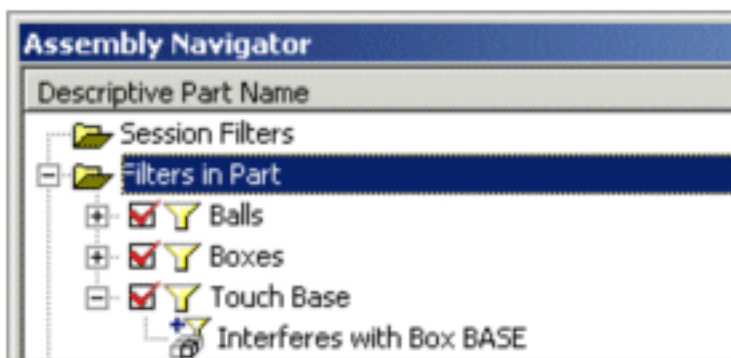 Assembly Navigator
Descriptive Part Name
Session Filters
Filters in Part
Balls
Boxes
Touch Base
Interferes with Box BASE